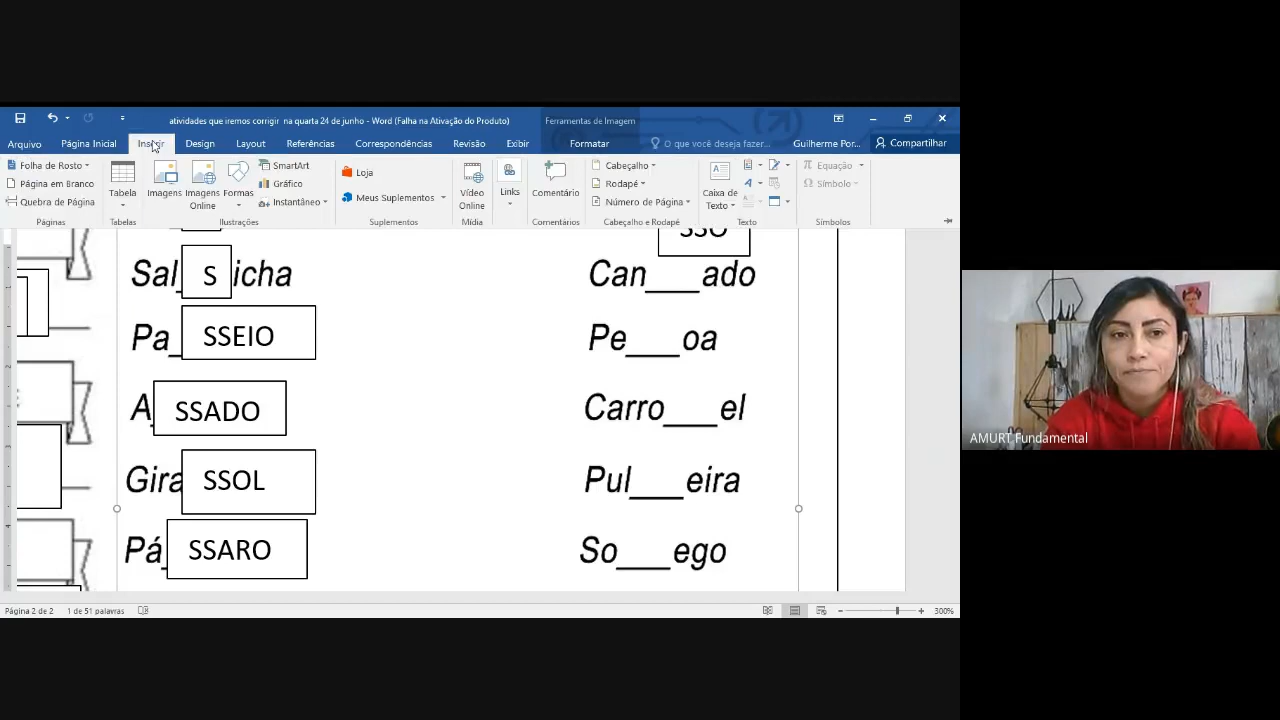 atividades que iremos corrigir na quarta 24 de junho - Word (Falha na Ativação do Produto)
Ferramentas de Imagem
Arquivo Página Inicial Inserir Design Layout Referências Correspondências Revisão Exibir Formatar O que você deseja fazer... Guilherme Por... Compartilhar
Folha de Rosto
Página em Branco
Quebra de Página
Páginas
Tabela
Tabelas
Imagens
Imagens Online
Formas
SmartArt
Gráfico
Instantâneo
Ilustrações
Loja
Meus Suplementos
Suplementos
Vídeo Online
Mídia
Links
Comentário
Comentários
Cabeçalho
Rodapé
Número de Página
Cabeçalho e Rodapé
Caixa de Texto
Texto
Equação
Símbolo
Símbolos
SSO
Sal_ S icha Can___ado
Pa_ SSEIO Pe___oa
A_ SSADO Carro___el
Gira SSOL Pul___eira
Pá_ SSARO So___ego
Página 2 de 2 1 de 51 palavras 300%
AMURT Fundamental